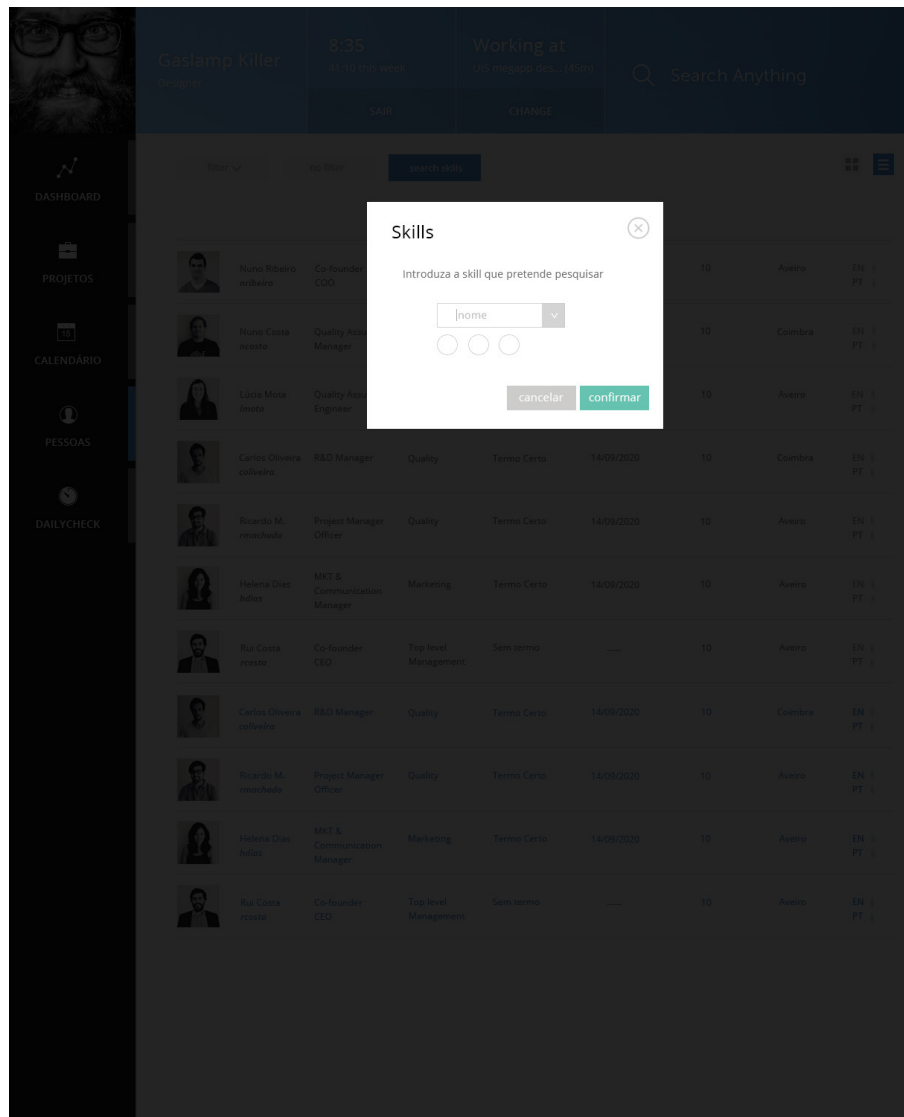 Gaslamp Killer
Designer
8:35
41:10 this week
SAIR
Working at
CHANGE
Search Anything
DASHBOARD
PROJETOS
CALENDÁRIO
PESSOAS
DAILYCHECK
filter
no filter
search skills
Skills
Introduza a skill que pretende pesquisar
nome
cancelar
confirmar
Nuno Ribeiro Co-founder 10 Aveiro EN
nribeiro COO PT
Nuno Costa Quality 10 Coimbra EN
ncosta Manager PT
Lúcia Mota Quality 10 Aveiro EN
lmota Engineer PT
Carlos Oliveira R&D Manager Quality Termo Certo 14/09/2020 10 Coimbra EN
coliveira PT
Ricardo M. Project Manager Quality Termo Certo 14/09/2020 10 Aveiro EN
rmachado Officer PT
Helena Dias MKT & Marketing Termo Certo 14/09/2020 10 Aveiro EN
hdias Communication PT
Manager
Rui Costa Co-founder Top level Sem termo ---- 10 Aveiro EN
rcosta CEO Management PT
Carlos Oliveira R&D Manager Quality Termo Certo 14/09/2020 10 Coimbra EN
coliveira PT
Ricardo M. Project Manager Quality Termo Certo 14/09/2020 10 Aveiro EN
rmachado Officer PT
Helena Dias MKT & Marketing Termo Certo 14/09/2020 10 Aveiro EN
hdias Communication PT
Manager
Rui Costa Co-founder Top level Sem termo ---- 10 Aveiro EN
rcosta CEO Management PT